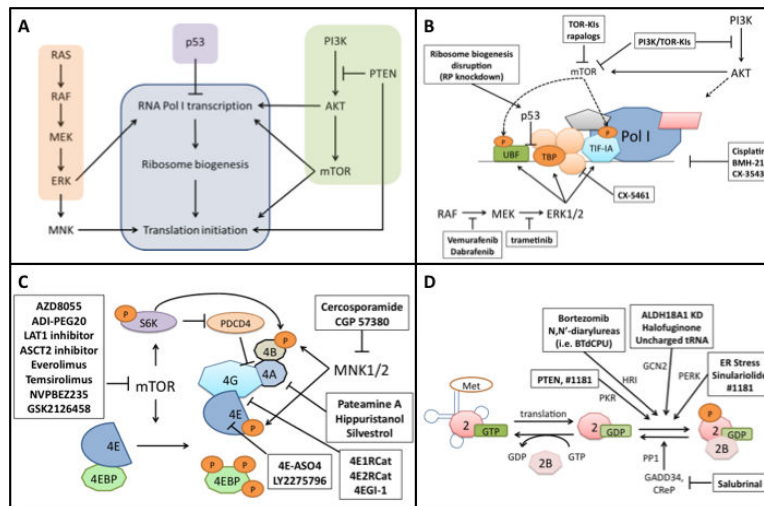 A
RAS
RAF
MEK
ERK
MNK
p53
RNA Pol I transcription
Ribosome biogenesis
Translation initiation
PI3K
PTEN
AKT
mTOR
B
Ribosome biogenesis
disruption
(RP knockdown)
TOR-KIs
rapalogs
PI3K/TOR-KIs
PI3K
mTOR
AKT
p53
P
UBF
TBP
P
TIF-IA
Pol I
Cisplatin
BMH-21
CX-3543
CX-5461
RAF
MEK
ERK1/2
Vemurafenib
Dabrafenib
trametinib
C
AZD8055
ADI-PEG20
LAT1 inhibitor
ASCT2 inhibitor
Everolimus
Temsirolimus
NVPBEZ235
GSK2126458
mTOR
P
S6K
PDCD4
P
4B
4A
4G
4E
P
Cercosporamide
CGP 57380
MNK1/2
Pateamine A
Hippuristanol
Silvestrol
4E
4EBP
P
P
P
P
4EBP
4E-ASO4
LY2275796
4E1RCat
4E2RCat
4EGI-1
D
Bortezomib
N,N'-diarylureas
(i.e. BTdCPU)
ALDH18A1 KD
Halofuginone
Uncharged tRNA
PTEN, #1181
HRI
PKR
GCN2
PERK
ER Stress
Sinulariolide
#1181
Met
2
GTP
translation
GDP
GTP
2B
2
GDP
P
2
GDP
2B
PP1
GADD34,
CReP
Salubrinal